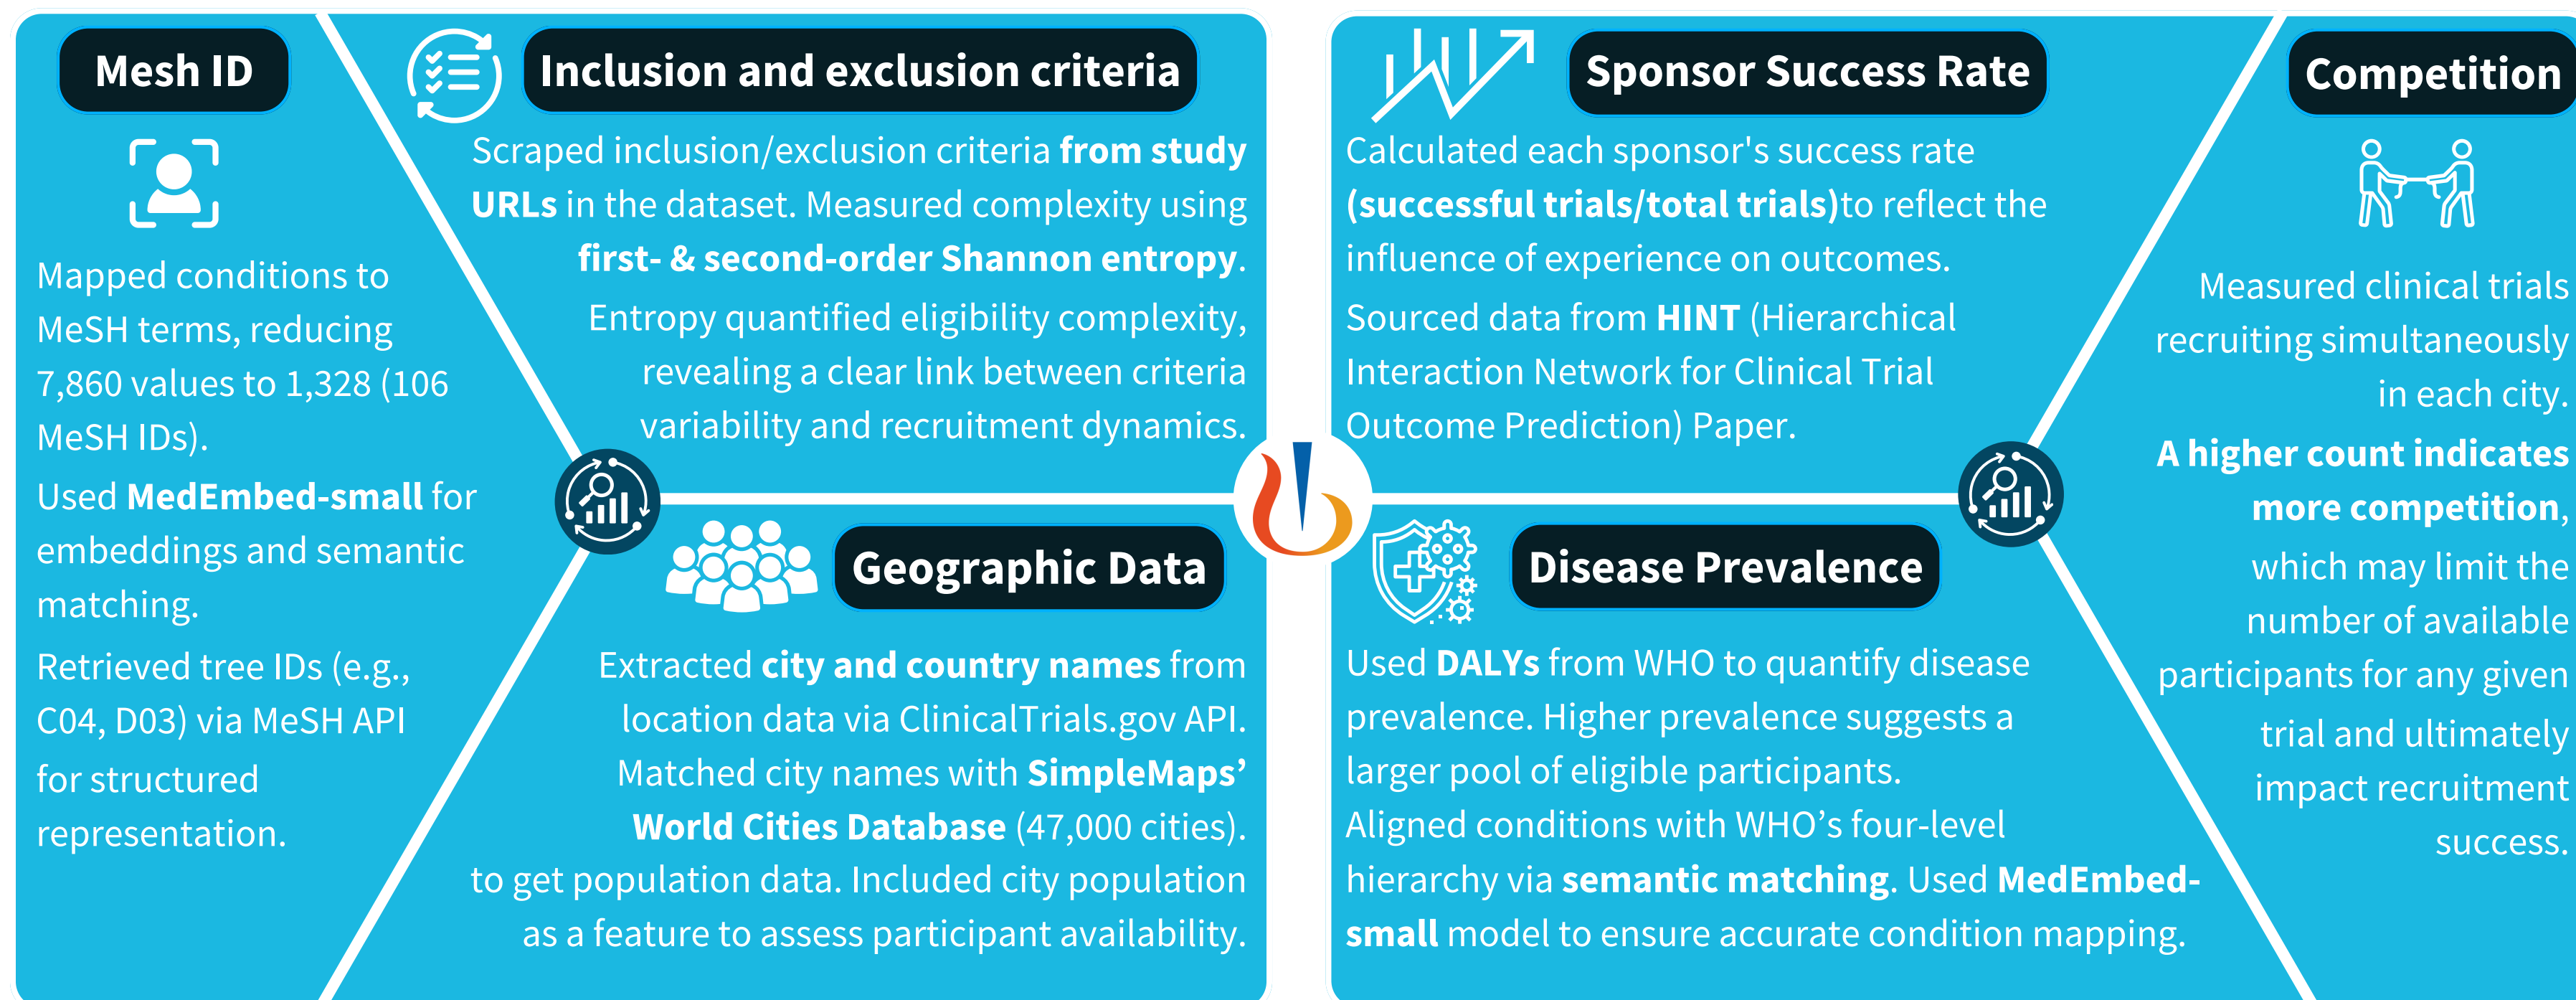 Mesh ID
Mapped conditions to
MeSH terms, reducing
7,860 values to 1,328 (106
MeSH IDs).
Used MedEmbed-small for
embeddings and semantic
matching.
Retrieved tree IDs (e.g.,
C04, D03) via MeSH API
for structured
representation.
Inclusion and exclusion criteria
Scraped inclusion/exclusion criteria from study
URLs in the dataset. Measured complexity using
first- & second-order Shannon entropy.
Entropy quantified eligibility complexity,
revealing a clear link between criteria
variability and recruitment dynamics.
Geographic Data
Extracted city and country names from
location data via ClinicalTrials.gov API.
Matched city names with SimpleMaps’
World Cities Database (47,000 cities).
to get population data. Included city population
as a feature to assess participant availability.
Sponsor Success Rate
Calculated each sponsor's success rate
(successful trials/total trials)to reflect the
influence of experience on outcomes.
Sourced data from HINT (Hierarchical
Interaction Network for Clinical Trial
Outcome Prediction) Paper.
Disease Prevalence
Used DALYs from WHO to quantify disease
prevalence. Higher prevalence suggests a
larger pool of eligible participants.
Aligned conditions with WHO’s four-level
hierarchy via semantic matching. Used MedEmbed-
small model to ensure accurate condition mapping.
Competition
Measured clinical trials
recruiting simultaneously
in each city.
A higher count indicates
more competition,
which may limit the
number of available
participants for any given
trial and ultimately
impact recruitment
success.